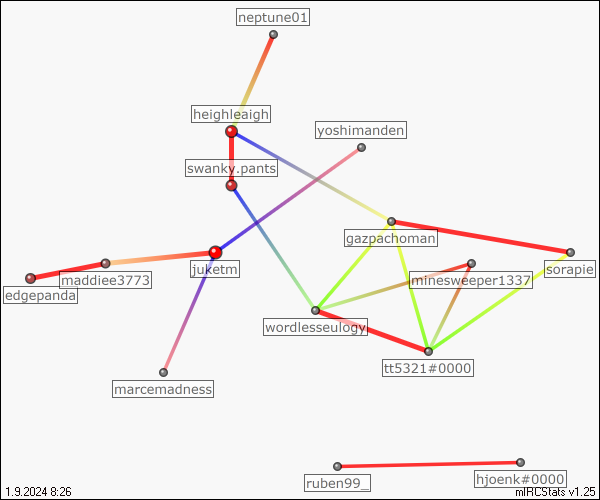 neptune01
heighleaigh
yoshimanden
swanky.pants
gazpachoman
juketm
sorapie
maddiee3773
minesweeper1337
edgepanda
wordlesseulogy
tt5321#0000
marcemadness
hjoenk#0000
ruben99_
1.9.2024 8:26
mIRCStats v1.25